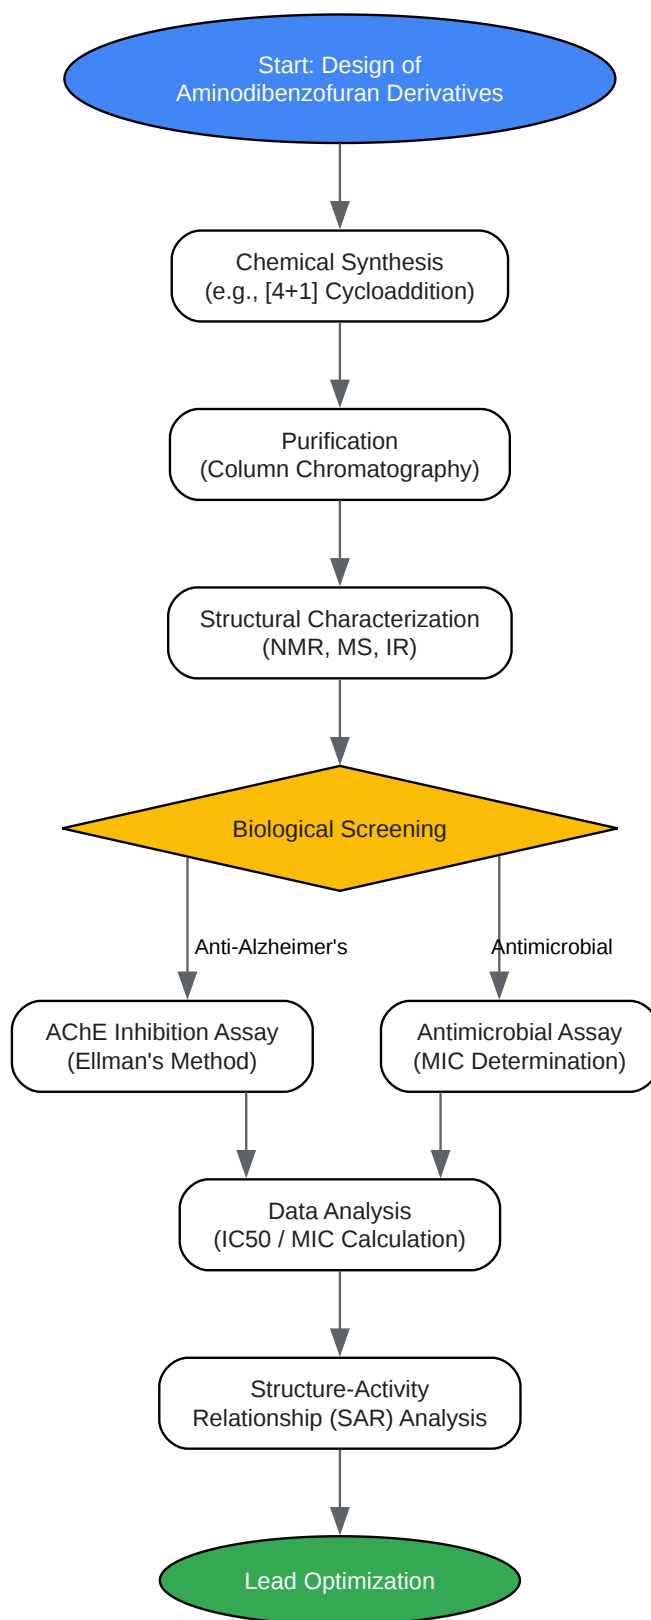 Start: Design of
Aminodibenzofuran Derivatives
Chemical Synthesis
(e.g., [4+1] Cycloaddition)
Purification
(Column Chromatography)
Structural Characterization
(NMR, MS, IR)
Biological Screening
Anti-Alzheimer's
Antimicrobial
AChE Inhibition Assay
(Ellman's Method)
Antimicrobial Assay
(MIC Determination)
Data Analysis
(IC50 / MIC Calculation)
Structure-Activity
Relationship (SAR) Analysis
Lead Optimization